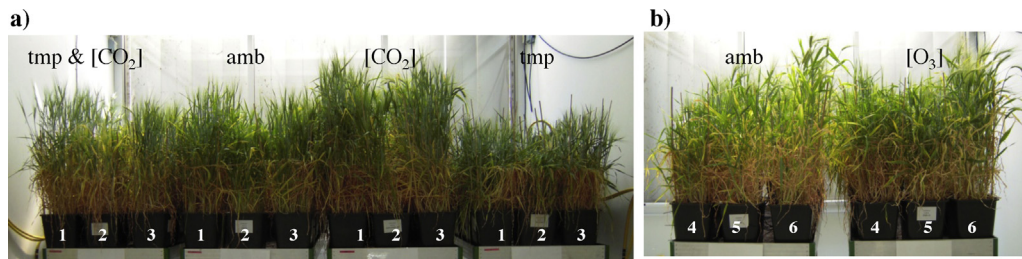 a)
tmp & [CO₂] amb [CO₂] tmp
1 2 3 1 2 3 1 2 3 1 2 3
b)
amb [O₃]
4 5 6 4 5 6